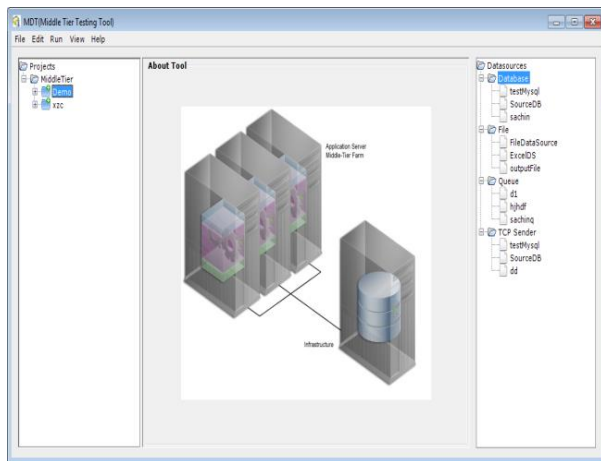 MDT(Middle Tier Testing Tool)
File Edit Run View Help
Projects
MiddleTier
Demo
xzc
About Tool
Application Server
Middle-Tier Farm
Infrastructure
Datasources
Database
testMysql
SourceDB
sachin
File
FileDataSource
ExcelDS
outputFile
Queue
d1
hjhdf
sachinq
TCP Sender
testMysql
SourceDB
dd